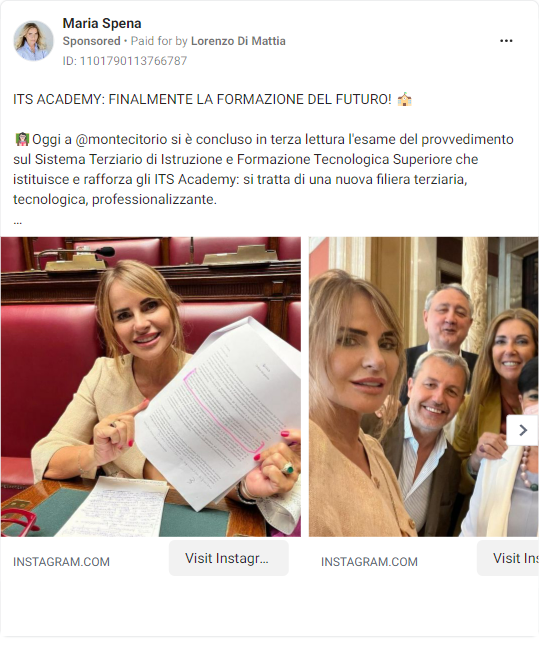 Maria Spena
Sponsored • Paid for by Lorenzo Di Mattia
ID: 1101790113766787
ITS ACADEMY: FINALMENTE LA FORMAZIONE DEL FUTURO!
Oggi a @montecitorio si è concluso in terza lettura l'esame del provvedimento
sul Sistema Terziario di Istruzione e Formazione Tecnologica Superiore che
istituisce e rafforza gli ITS Academy: si tratta di una nuova filiera terziaria,
tecnologica, professionalizzante.
...
INSTAGRAM.COM
Visit Instagr...
INSTAGRAM.COM
Visit Ins